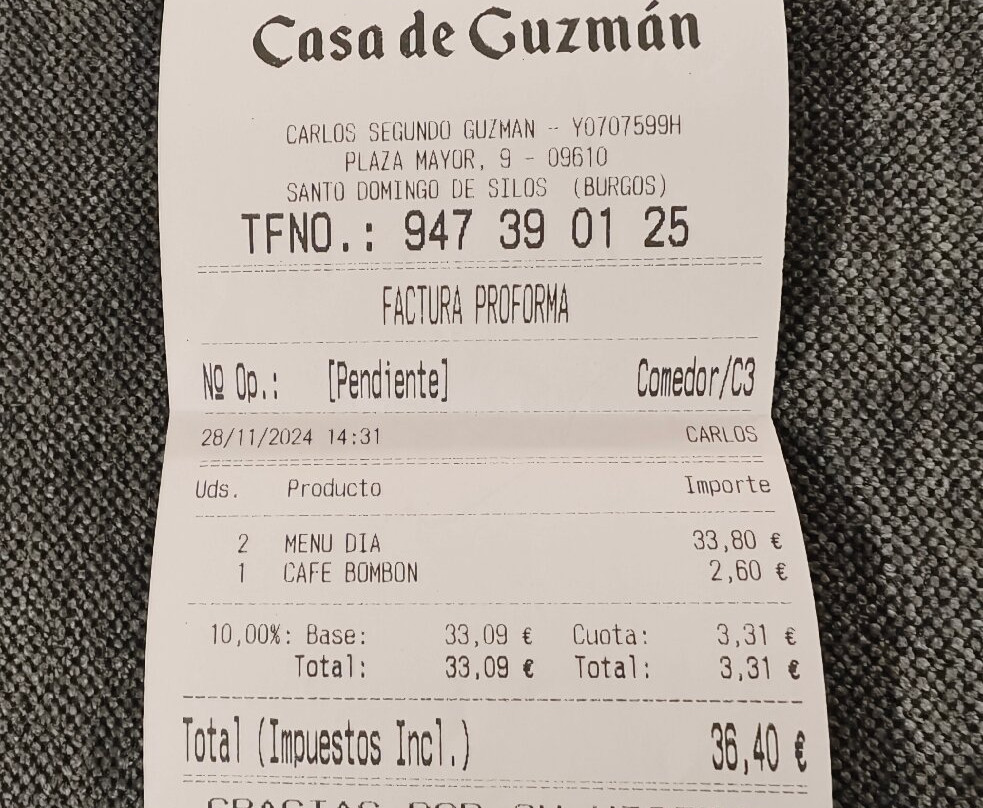 Casa de Guzmán
CARLOS SEGUNDO GUZMAN -- Y0707599H
PLAZA MAYOR, 9 - 09610
SANTO DOMINGO DE SILOS (BURGOS)
TFNO.: 947 39 01 25
FACTURA PROFORMA
Nº Op.: [Pendiente] Comedor/C3
28/11/2024 14:31 CARLOS
Uds. Producto Importe
2 MENU DIA 33,80 €
1 CAFE BOMBON 2,60 €
10,00%: Base: 33,09 € Cuota: 3,31 €
Total: 33,09 € Total: 3,31 €
Total (Impuestos Incl.) 36,40 €
GRACIAS POR SU